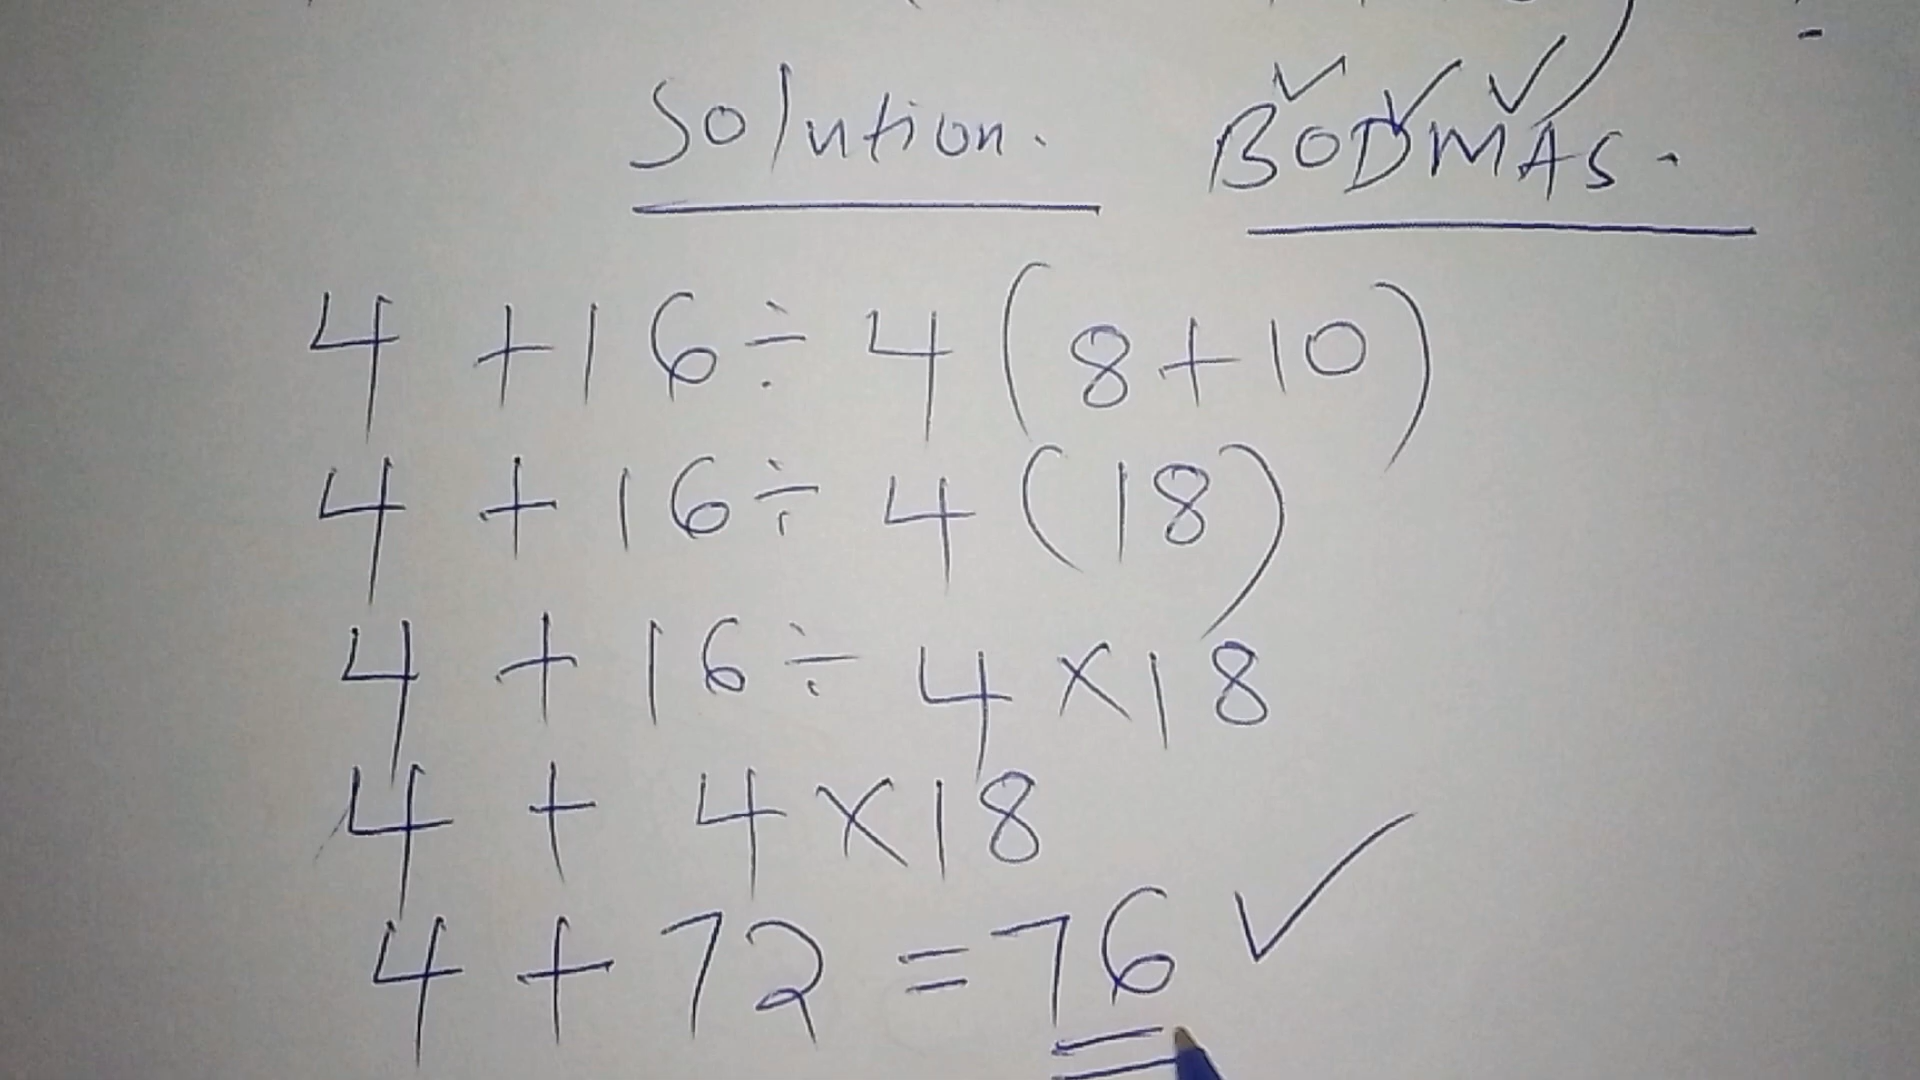 Solution. BODMAS.
4 + 16 ÷ 4 (8 + 10)
4 + 16 ÷ 4 (18)
4 + 16 ÷ 4 × 18
4 + 4 × 18
4 + 72 = 76 ✓